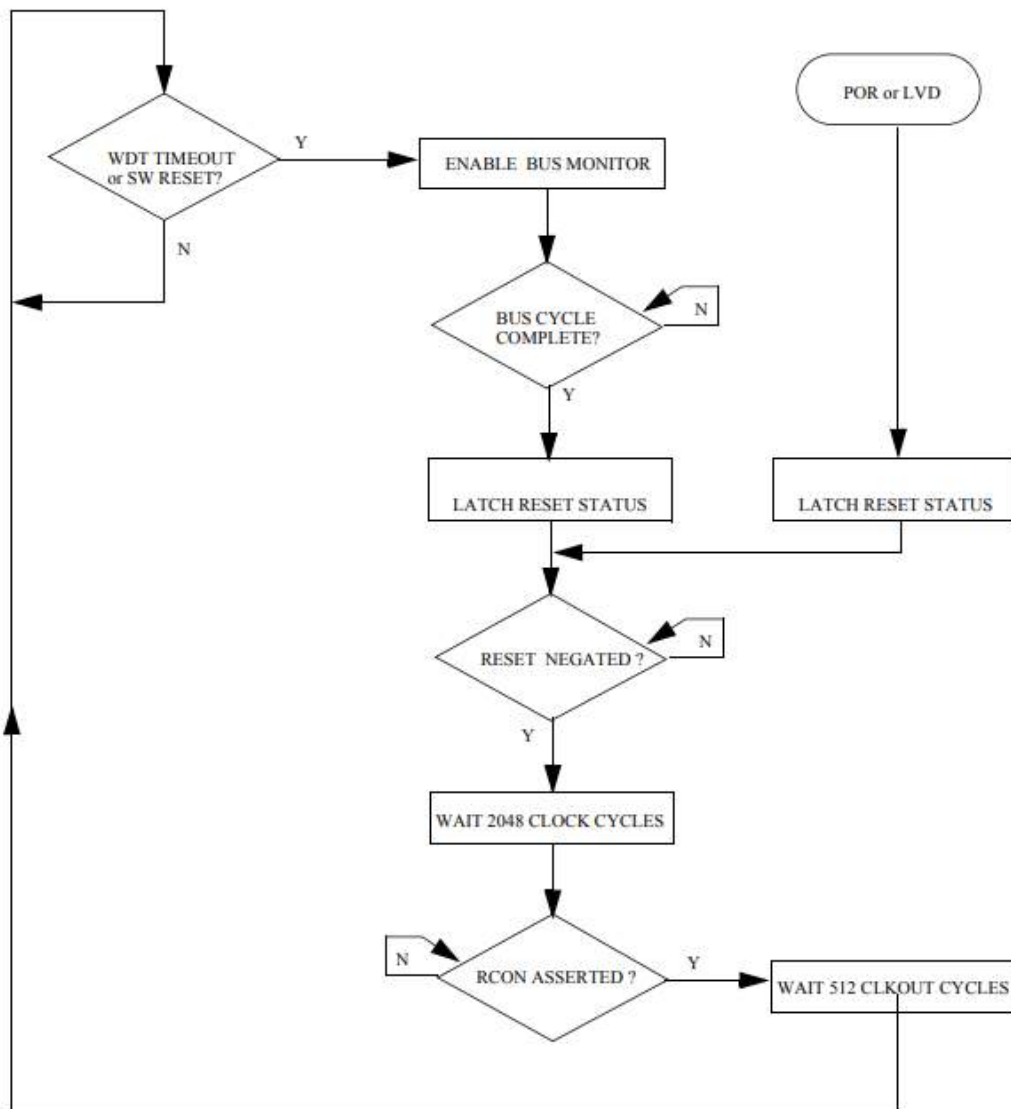 POR or LVD
WDT TIMEOUT
or SW RESET?
Y
ENABLE BUS MONITOR
N
BUS CYCLE
COMPLETE?
N
Y
LATCH RESET STATUS
LATCH RESET STATUS
RESET NEGATED ?
N
Y
WAIT 2048 CLOCK CYCLES
N
RCON ASSERTED ?
Y
WAIT 512 CLKOUT CYCLES